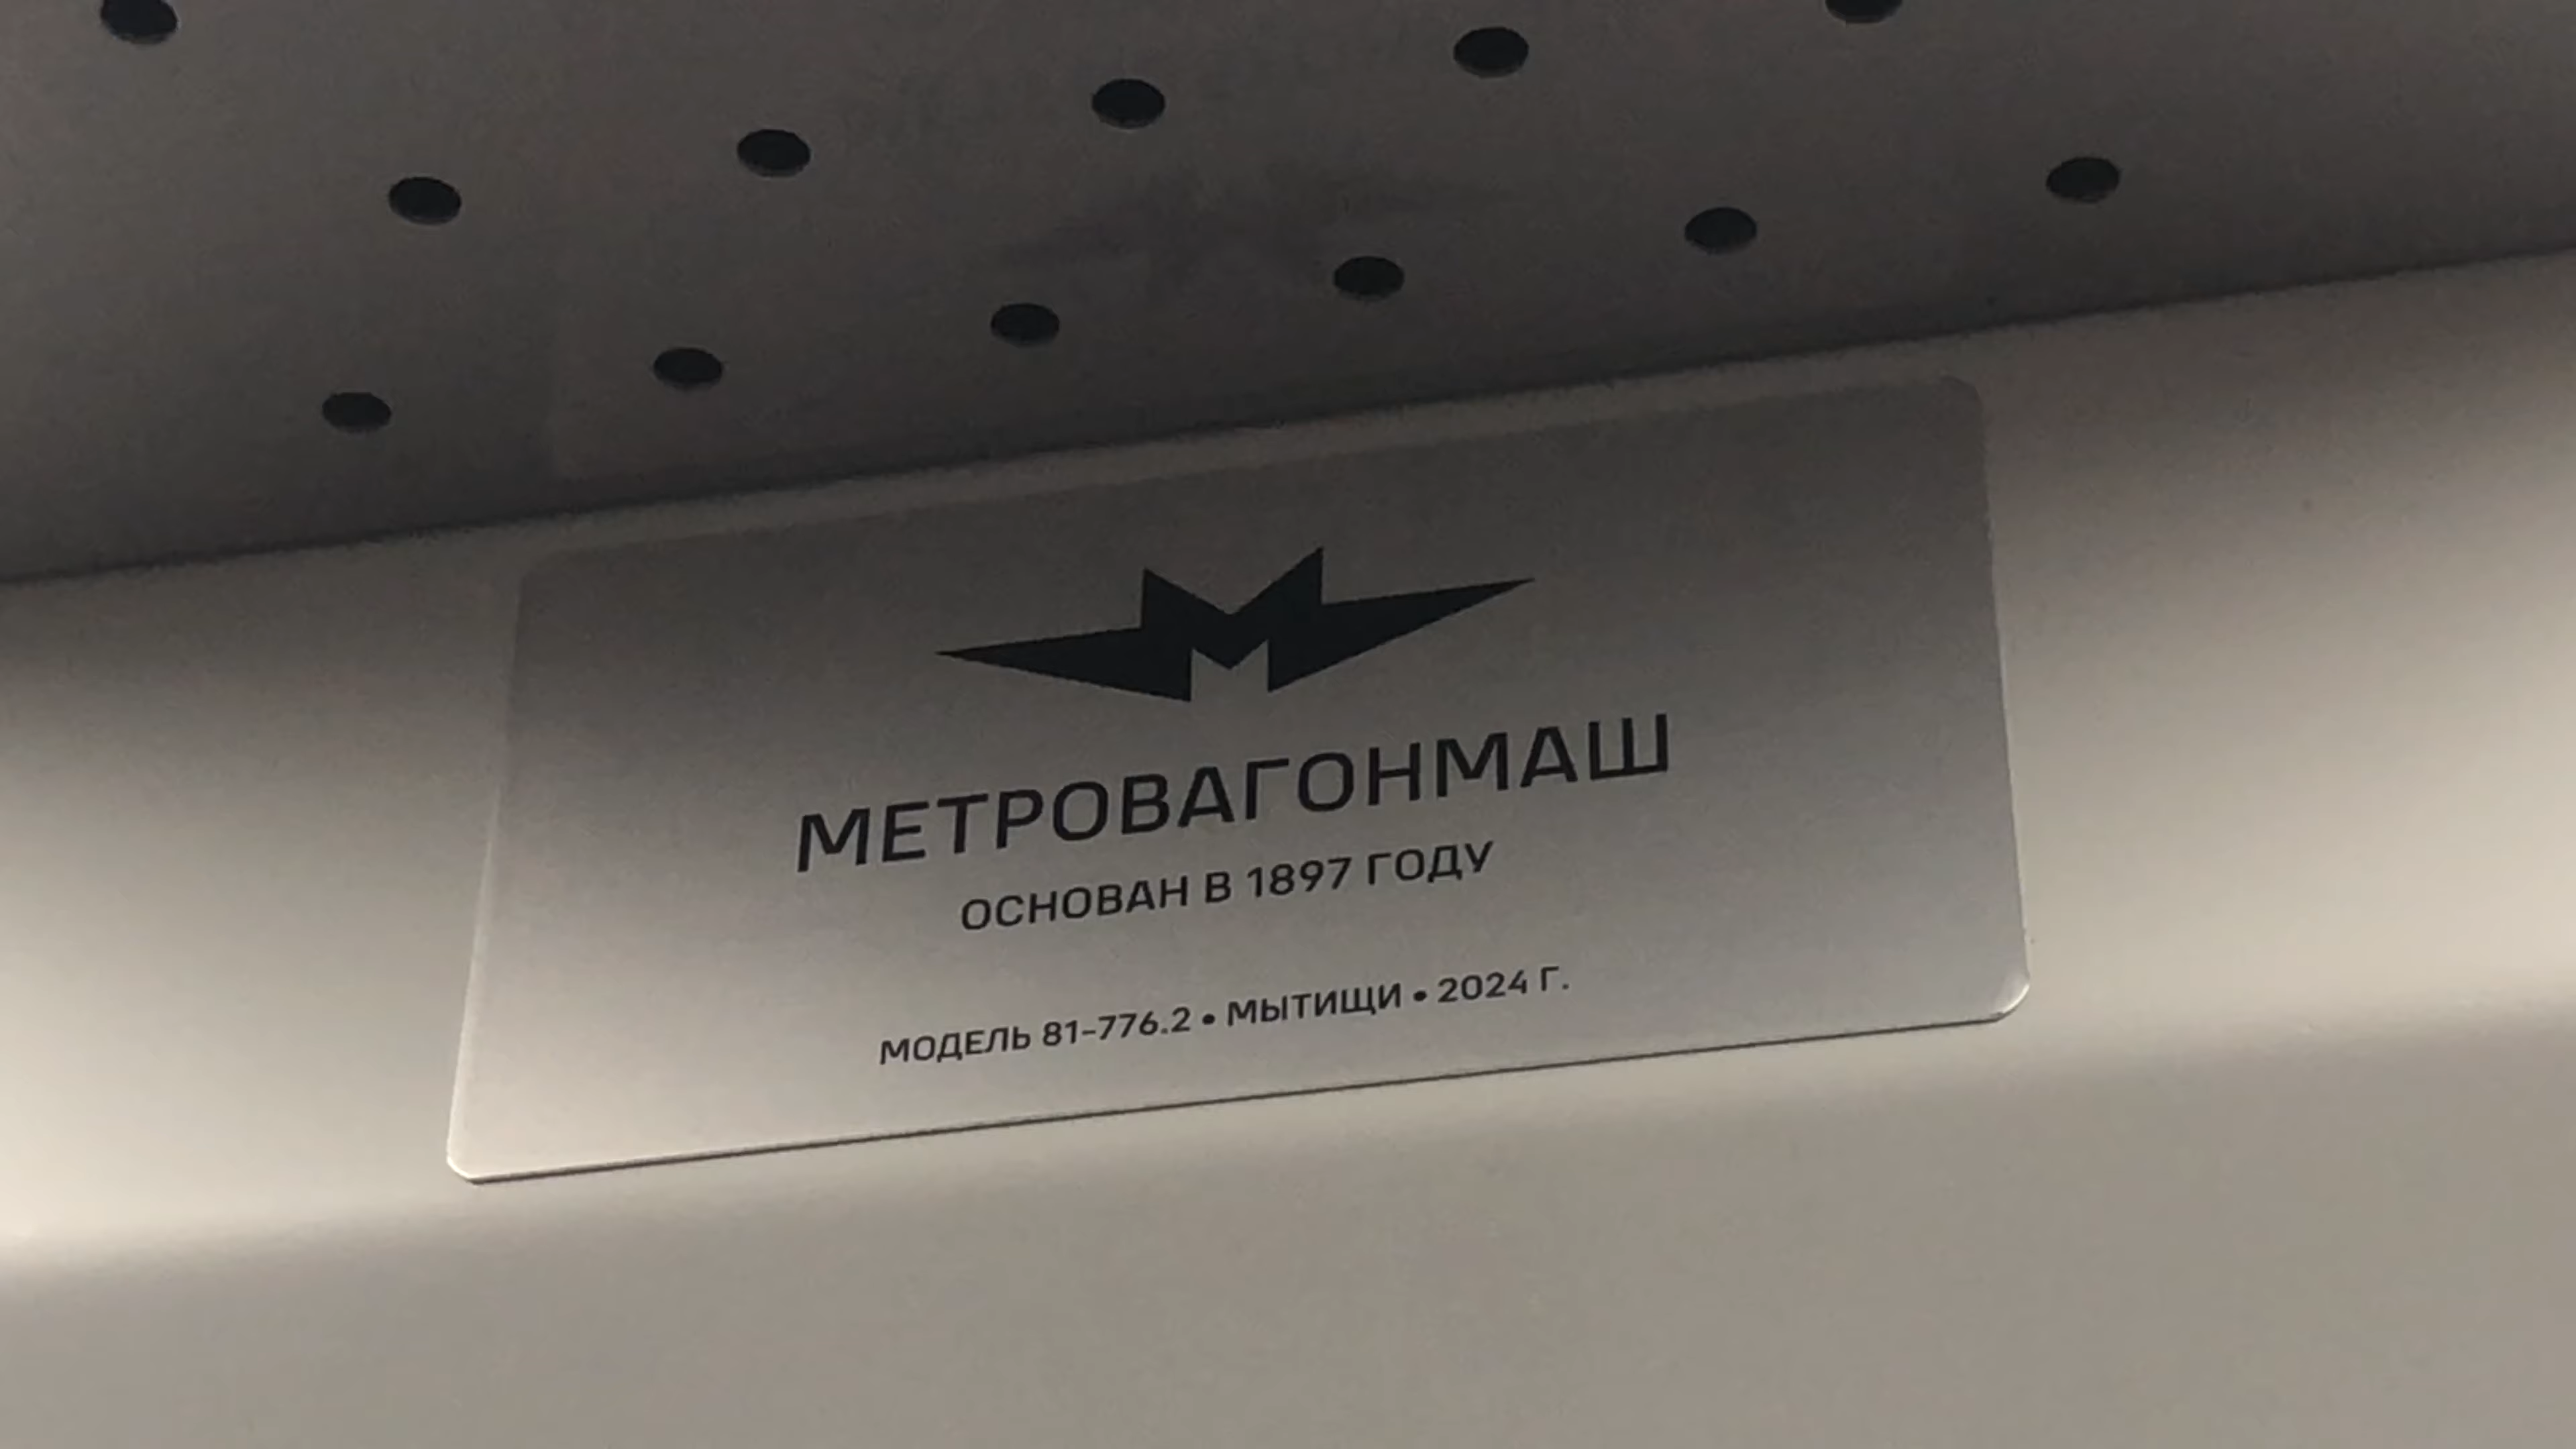 МЕТРОВАГОНМАШ
ОСНОВАН В 1897 ГОДУ
МОДЕЛЬ 81-776.2 • МЫТИЩИ • 2024 Г.